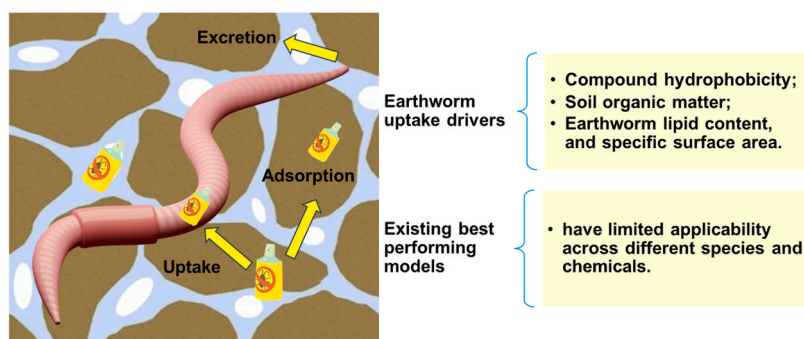 Excretion
Adsorption
Uptake
Earthworm
uptake drivers
• Compound hydrophobicity;
• Soil organic matter;
• Earthworm lipid content,
and specific surface area.
Existing best
performing
models
• have limited applicability
across different species and
chemicals.